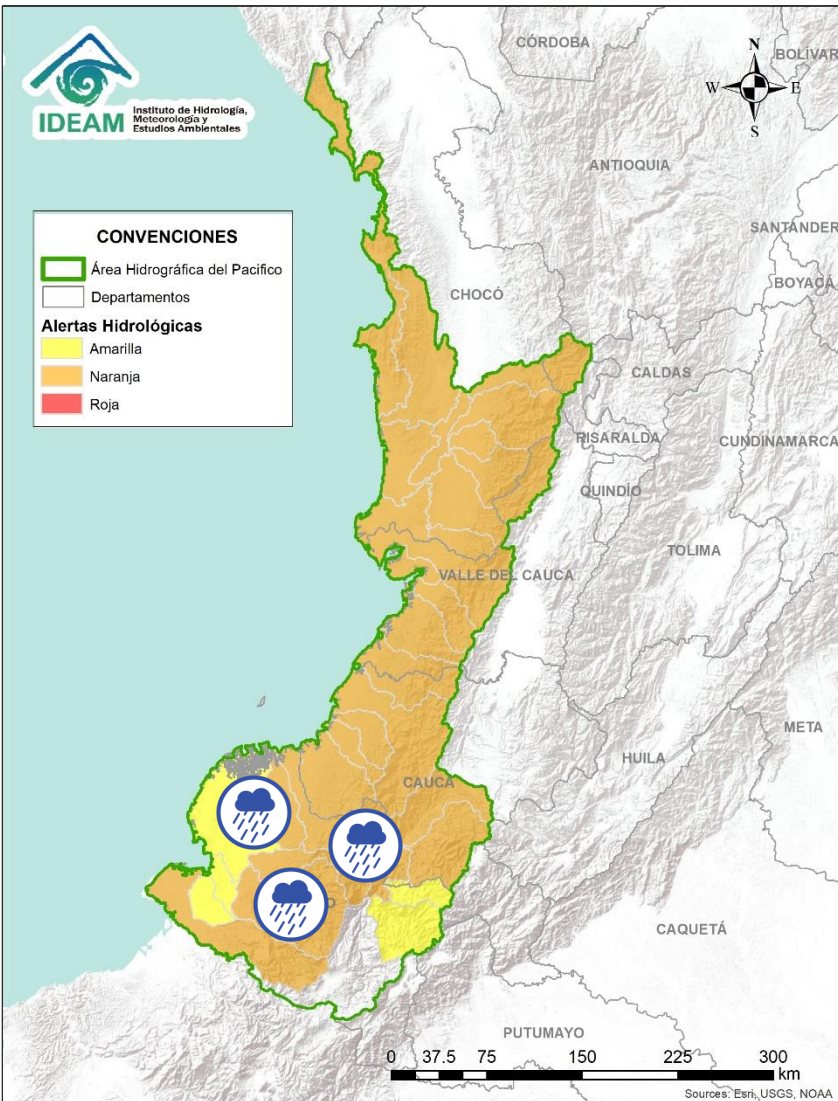 IDEAM
Instituto de Hidrología,
Meteorología y
Estudios Ambientales
CÓRDOBA
BOLÍVAR
N
W
E
S
ANTIOQUIA
SANTANDER
BOYACÁ
CONVENCIONES
Área Hidrográfica del Pacifico
Departamentos
Alertas Hidrológicas
Amarilla
Naranja
Roja
CHOCÓ
CALDAS
RISARALDA
CUNDINAMARCA
QUINDÍO
TOLIMA
VALLE DEL CAUCA
META
HUILA
CAUCA
CAQUETÁ
PUTUMAYO
0 37.5 75 150 225 300
km
Sources: Esri, USGS, NOAA